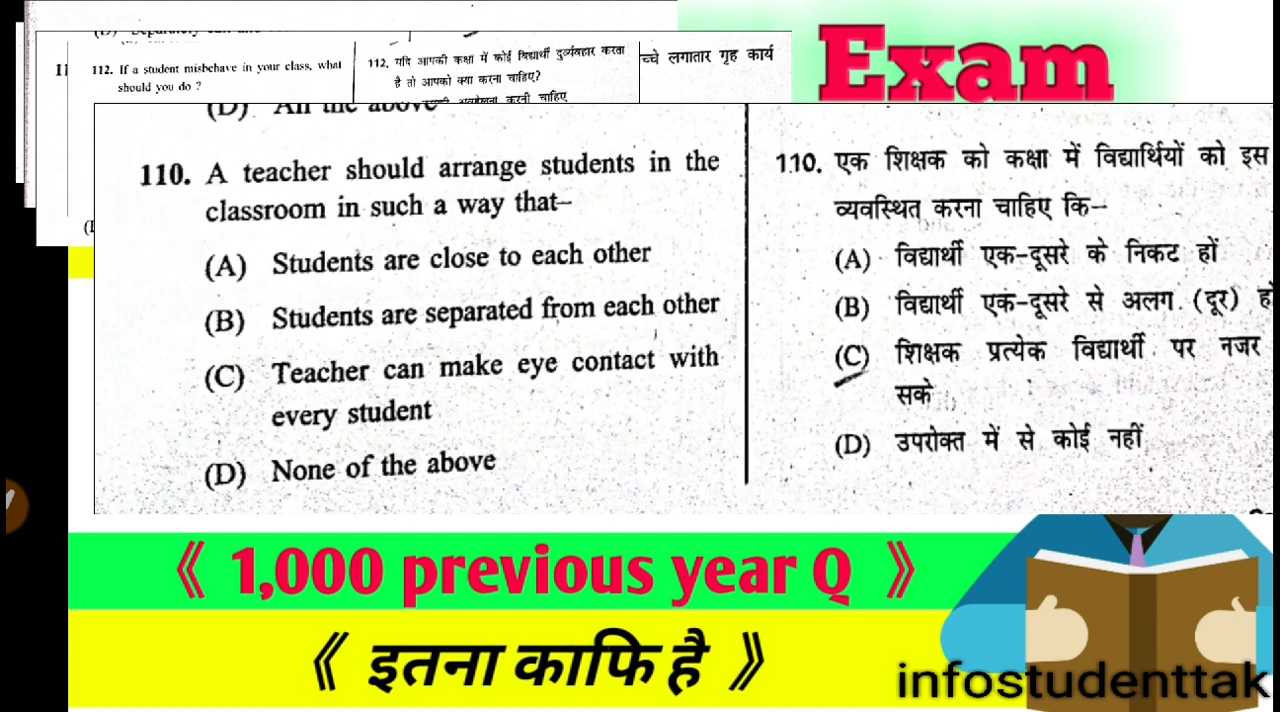 Exam
112. If a student misbehave in your class, what
should you do ?
112. यदि आपकी कक्षा में कोई विद्यार्थी दुर्व्यवहार करता
है तो आपको क्या करना चाहिए?
करनी चाहिए
च्चे लगातार गृह कार्य
(D) All the above
110. A teacher should arrange students in the
classroom in such a way that–
(A) Students are close to each other
(B) Students are separated from each other
(C) Teacher can make eye contact with
every student
(D) None of the above
110. एक शिक्षक को कक्षा में विद्यार्थियों को इस
व्यवस्थित करना चाहिए कि–
(A) विद्यार्थी एक-दूसरे के निकट हों
(B) विद्यार्थी एक-दूसरे से अलग (दूर)
(C) शिक्षक प्रत्येक विद्यार्थी पर नजर
सके
(D) उपरोक्त में से कोई नहीं
《 1,000 previous year Q 》
《 इतना काफि है 》
infostudenttak